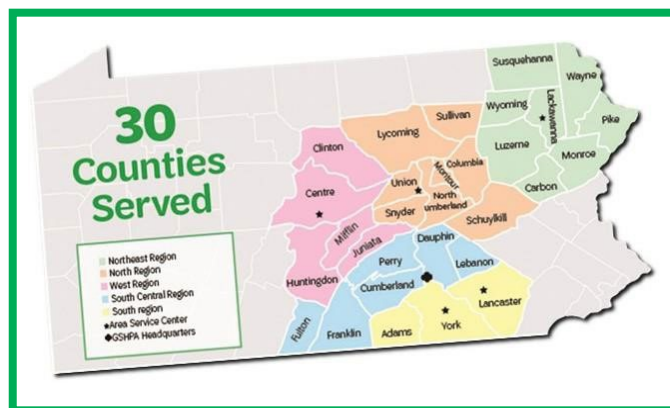 30
Counties
Served
Northeast Region
North Region
West Region
South Central Region
South region
Area Service Center
GSHPA Headquarters
Susquehanna
Wayne
Wyoming
Lackawanna
Pike
Luzerne
Monroe
Carbon
Sullivan
Lycoming
Columbia
Montour
Union
North
umberland
Snyder
Schuylkill
Clinton
Centre
Mifflin
Juniata
Huntingdon
Dauphin
Perry
Lebanon
Cumberland
Fulton
Franklin
Lancaster
York
Adams